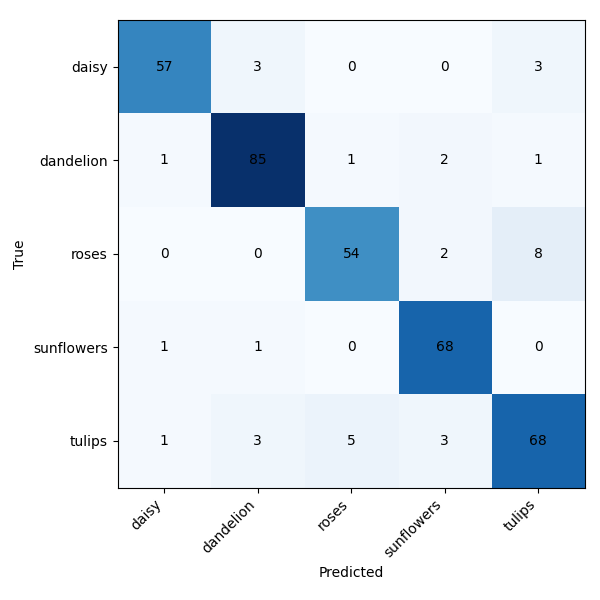 daisy 57 3 0 0 3
dandelion 1 85 1 2 1
roses 0 0 54 2 8
sunflowers 1 1 0 68 0
tulips 1 3 5 3 68
True
daisy dandelion roses sunflowers tulips
Predicted